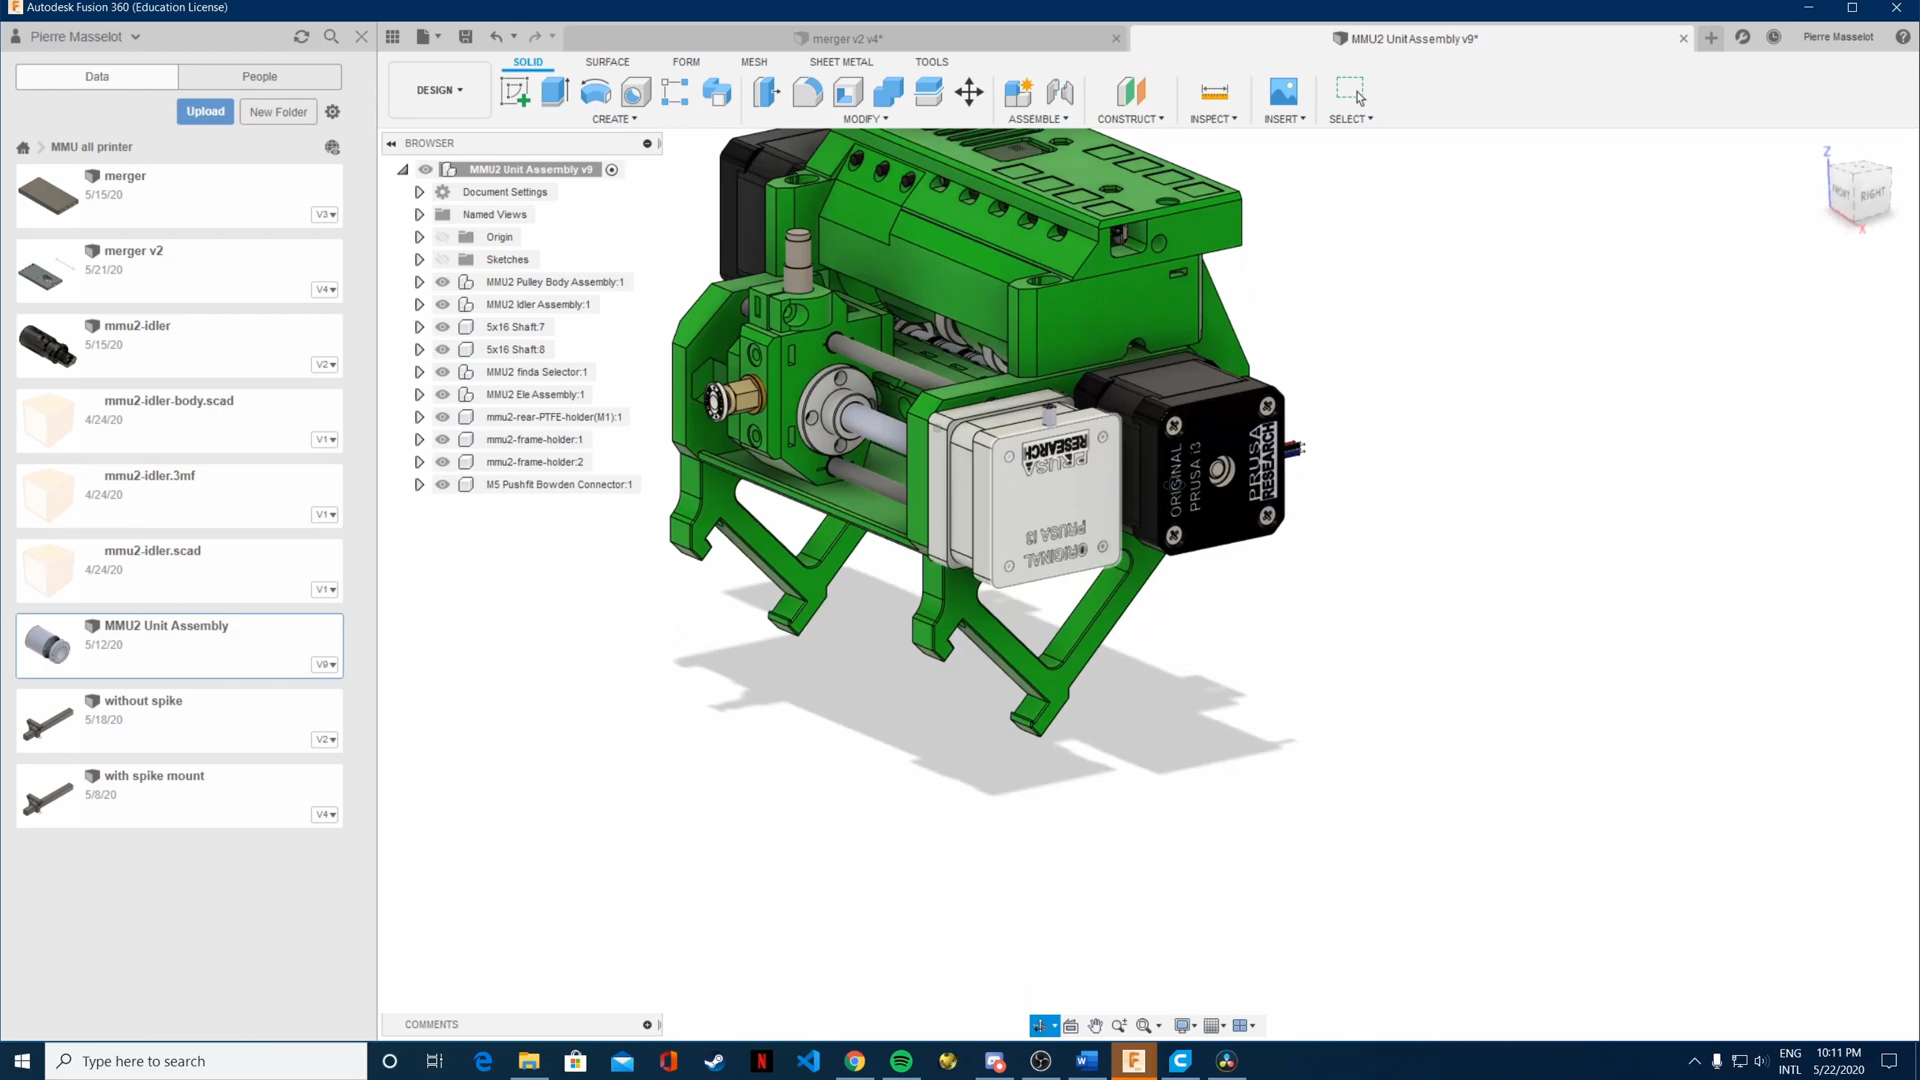 Autodesk Fusion 360 (Education License)
Pierre Masselot
merger v2 v4*
MMU2 Unit Assembly v9*
Pierre Masselot
Data
People
Upload
New Folder
MMU all printer
merger
5/15/20
V3
merger v2
5/21/20
V4
mmu2-idler
5/15/20
V2
mmu2-idler-body.scad
4/24/20
V1
mmu2-idler.3mf
4/24/20
V1
mmu2-idler.scad
4/24/20
V1
MMU2 Unit Assembly
5/12/20
V9
without spike
5/18/20
V2
with spike mount
5/8/20
V4
DESIGN
SOLID
SURFACE
FORM
MESH
SHEET METAL
TOOLS
CREATE
MODIFY
ASSEMBLE
CONSTRUCT
INSPECT
INSERT
SELECT
BROWSER
MMU2 Unit Assembly v9
Document Settings
Named Views
Origin
Sketches
MMU2 Pulley Body Assembly:1
MMU2 Idler Assembly:1
5x16 Shaft:7
5x16 Shaft:8
MMU2 finda Selector:1
MMU2 Ele Assembly:1
mmu2-rear-PTFE-holder(M1):1
mmu2-frame-holder:1
mmu2-frame-holder:2
M5 Pushfit Bowden Connector:1
PRUSA
RESEARCH
ORIGINAL
PRUSA i3
ORIGINAL
PRUSA i3
PRUSA
RESEARCH
Z
FRONT
RIGHT
X
COMMENTS
Type here to search
ENG
INTL
10:11 PM
5/22/2020